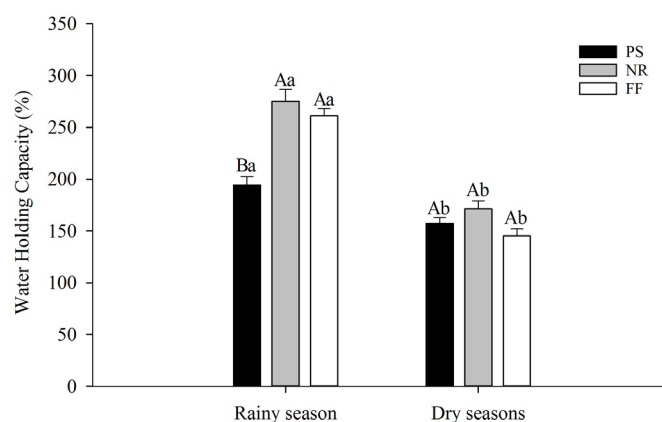 350
300
250
200
150
100
50
0
Water Holding Capacity (%)
PS
NR
FF
Ba
Aa
Aa
Ab
Ab
Ab
Rainy season
Dry seasons